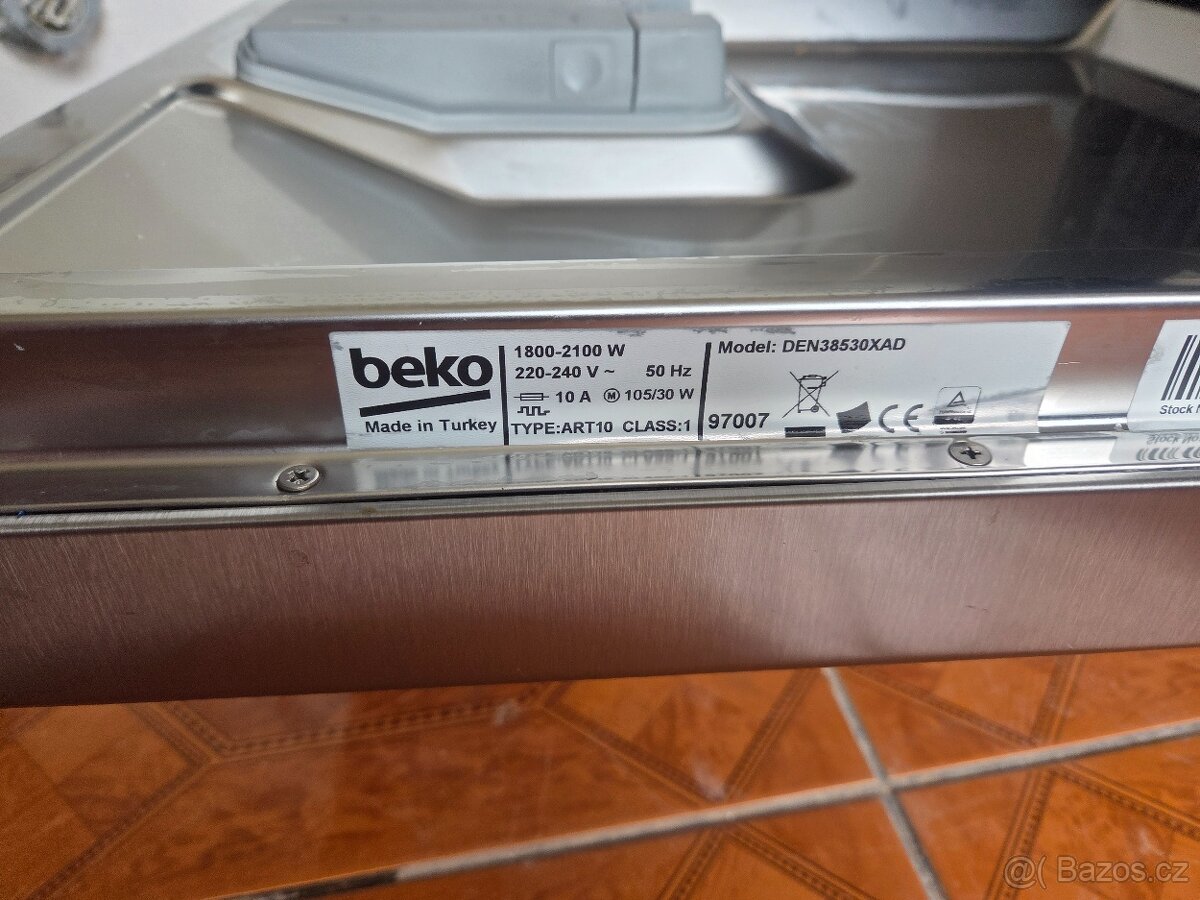 beko
Made in Turkey
1800-2100 W
220-240 V ~ 50 Hz
10 A M 105/30 W
TYPE:ART10 CLASS:1
Model: DEN38530XAD
97007
CE
Stock
@( Bazos.cz